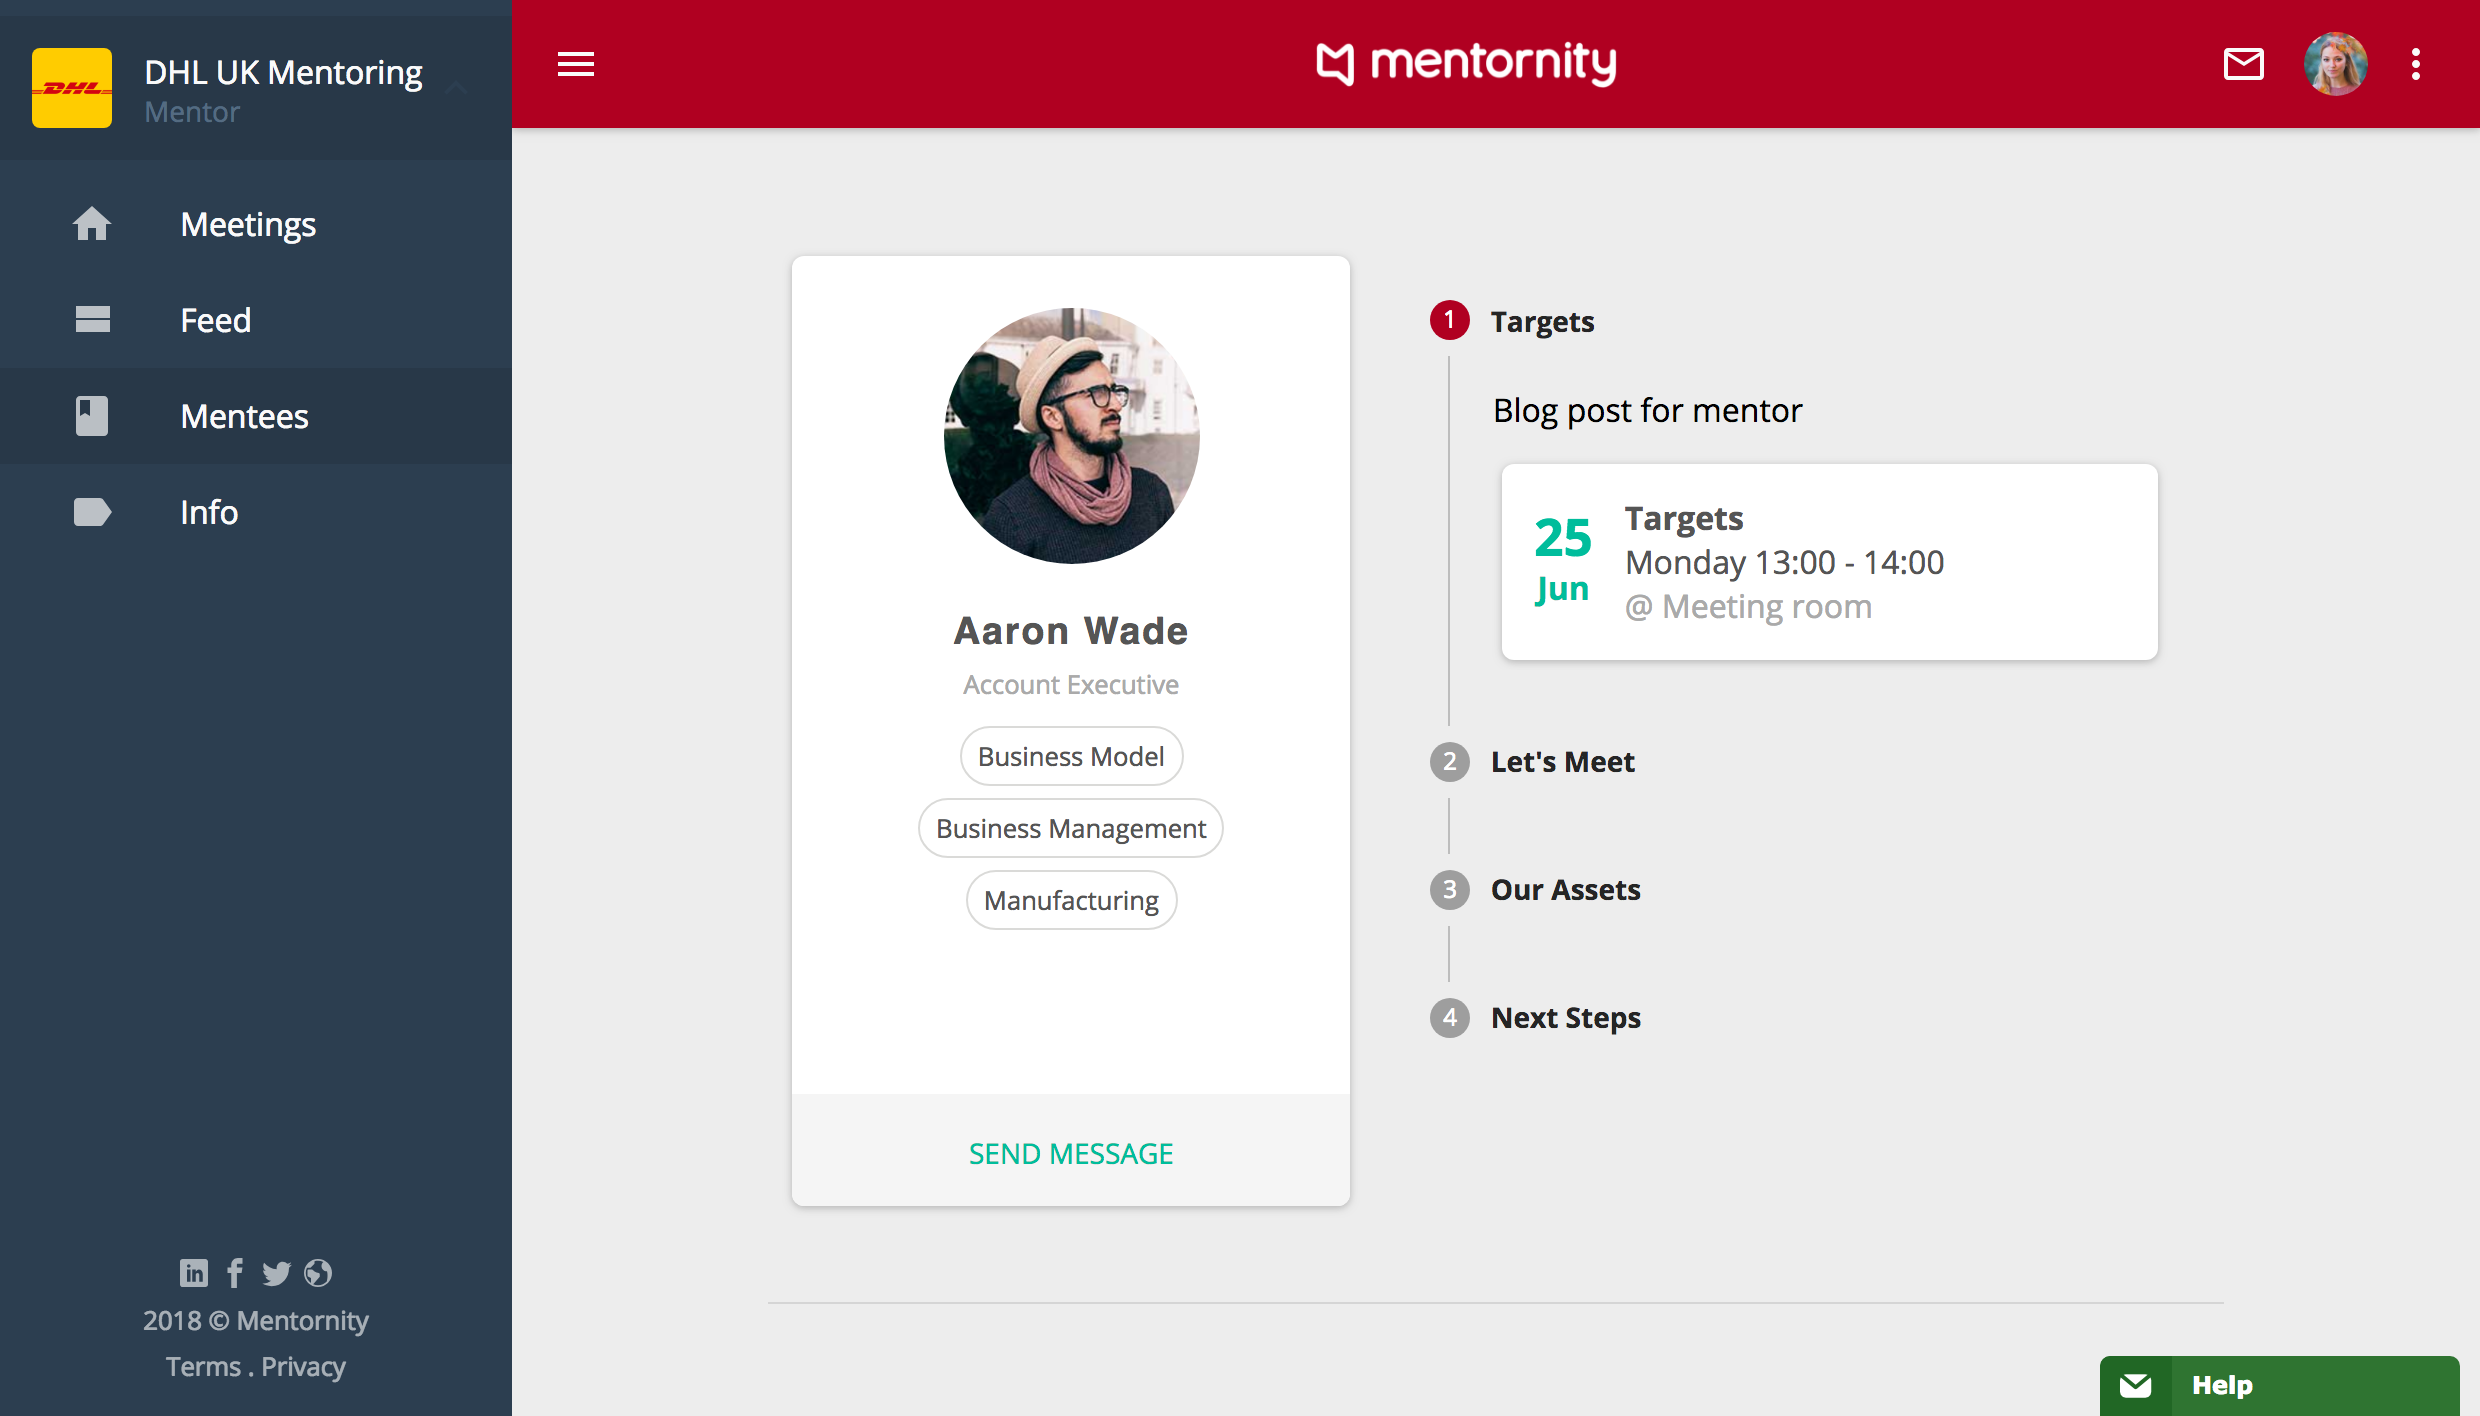 DHL
DHL UK Mentoring
Mentor
Meetings
Feed
Mentees
Info
in f
2018 © Mentornity
Terms . Privacy
mentornity
Aaron Wade
Account Executive
Business Model
Business Management
Manufacturing
SEND MESSAGE
1 Targets
Blog post for mentor
25
Jun
Targets
Monday 13:00 - 14:00
@ Meeting room
2 Let's Meet
3 Our Assets
4 Next Steps
Help